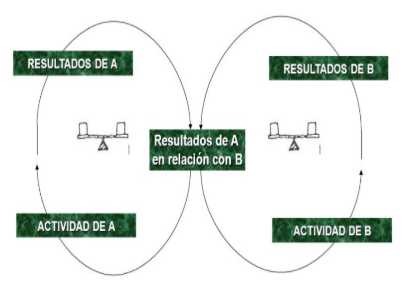 RESULTADOS DE A
RESULTADOS DE B
Resultados de A
en relación con B
ACTIVIDAD DE A
ACTIVIDAD DE B